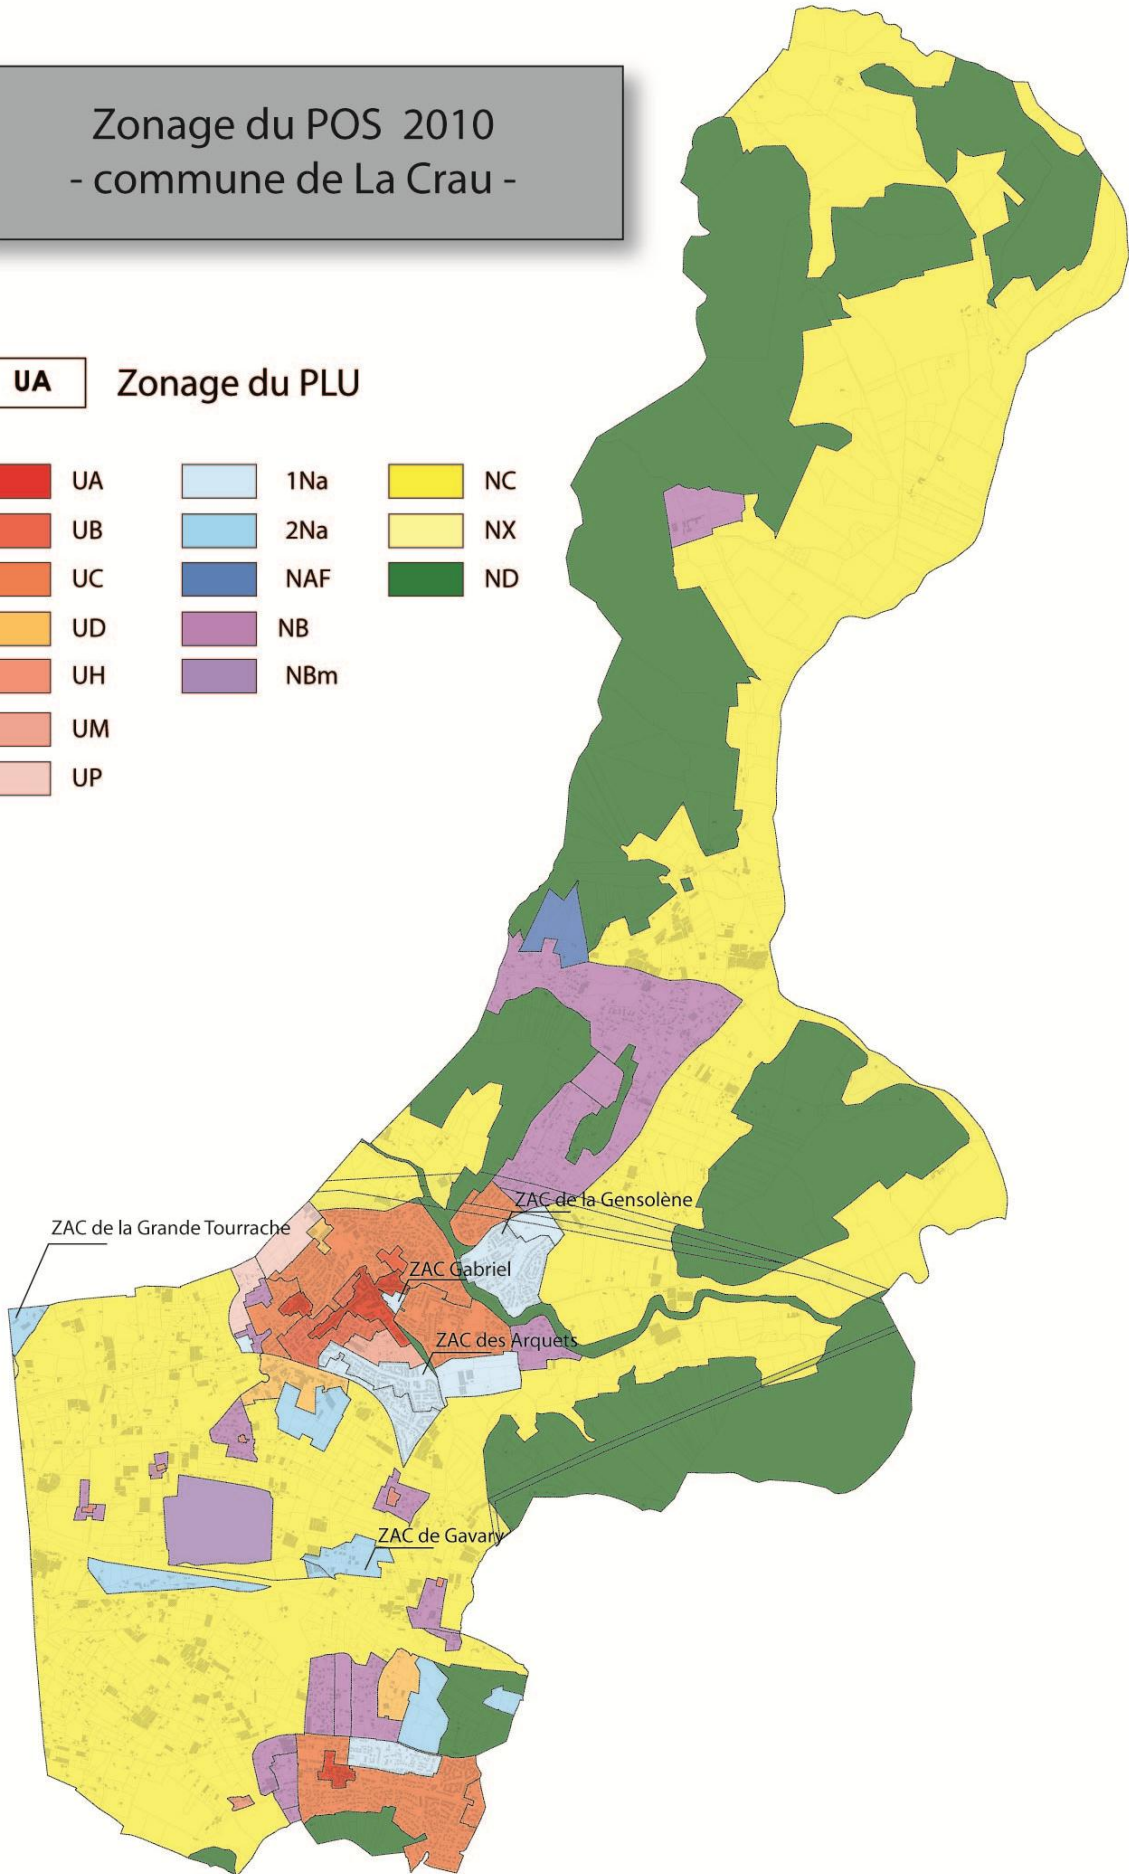 Zonage du POS 2010
- commune de La Crau -
UA Zonage du PLU
UA 1Na NC
UB 2Na NX
UC NAF ND
UD NB
UH NBm
UM
UP
ZAC de la Gensolène
ZAC de la Grande Tourrache
ZAC Gabriel
ZAC des Arquets
ZAC de Gavary